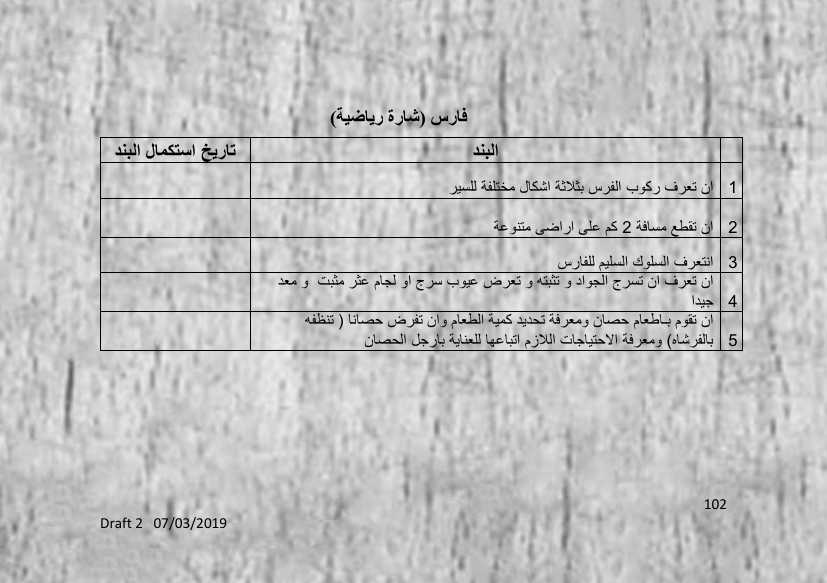 فارس (شارة رياضية)
البند تاريخ استكمال البند
1 ان تعرف ركوب الفرس بثلاثة اشكال مختلفة للسير
2 ان تقطع مسافة 2 كم على اراضى متنوعة
3 انتعرف السلوك السليم للفارس
ان تعرف ان تسرج الجواد و تثبته و تعرض عيوب سرج او لجام عثر مثبت و معد
4 جيدا
ان تقوم باطعام حصان ومعرفة تحديد كمية الطعام وان تفرض حصانا ( تنظفه
5 بالفرشاه) ومعرفة الاحتياجات اللازم اتباعها للعناية بارجل الحصان
102
Draft 2 07/03/2019